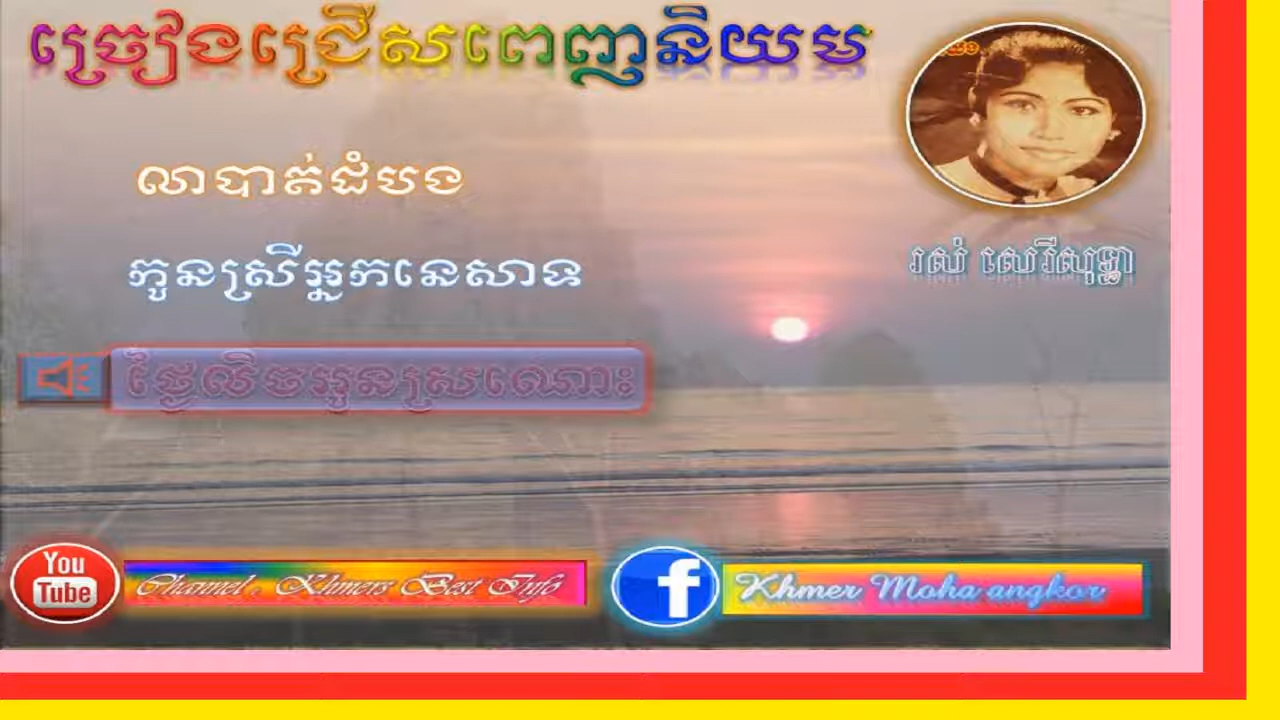 ច្រៀងជ្រើសពេញនិយម
លាបាត់ដំបង
រស់ សេរីសុទ្ធា
កូនស្រីអ្នកនេសាទ
ថ្ងៃលិចអូនស្រណោះ
You Tube
Channel : Khmers Best Info
f
Khmer Moha angkor